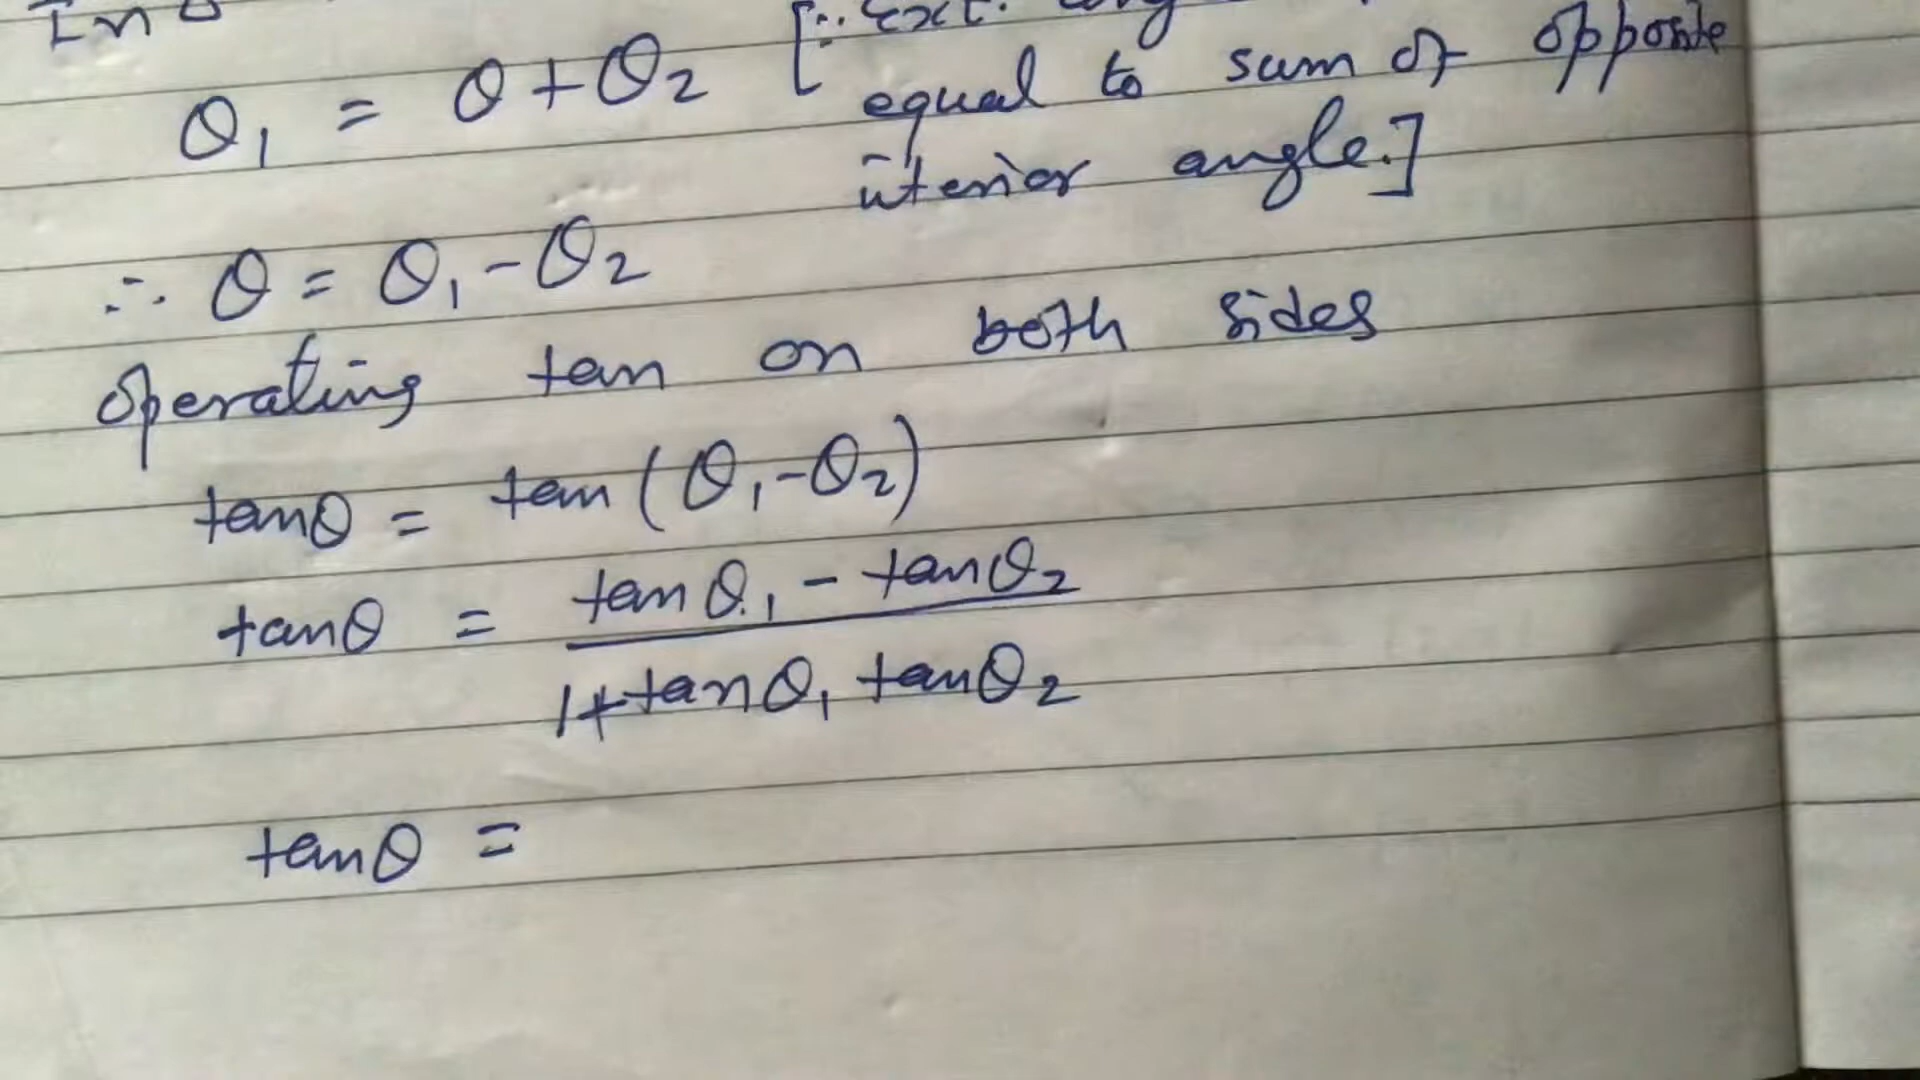 In Δ
θ₁ = θ + θ₂ [∵ Ext.
equal to sum of opposite
interior angle.]
∴ θ = θ₁ - θ₂
operating tan on both sides
tanθ = tan(θ₁-θ₂)
tanθ = tanθ₁ - tanθ₂
1+tanθ₁ tanθ₂
tanθ =